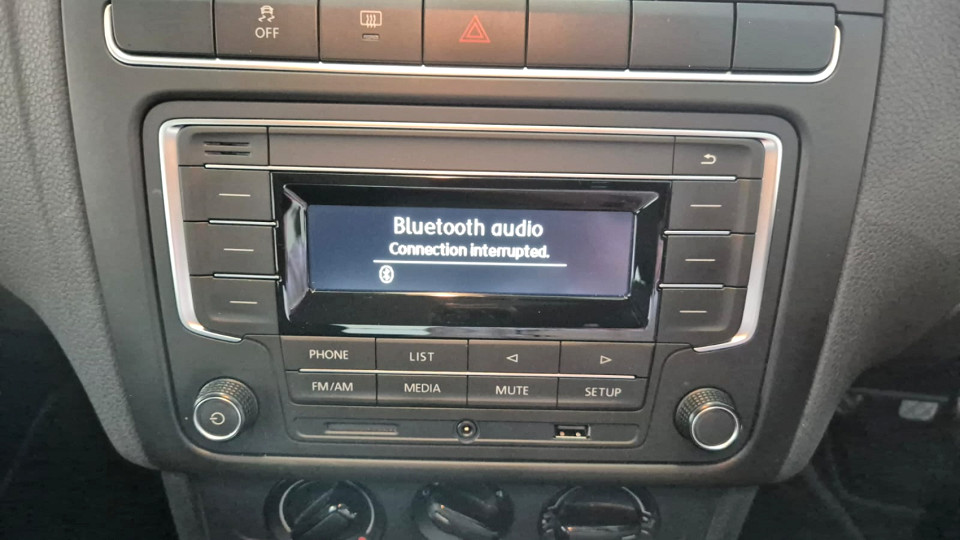 OFF
Bluetooth audio
Connection interrupted.
PHONE LIST
FM/AM MEDIA MUTE SETUP